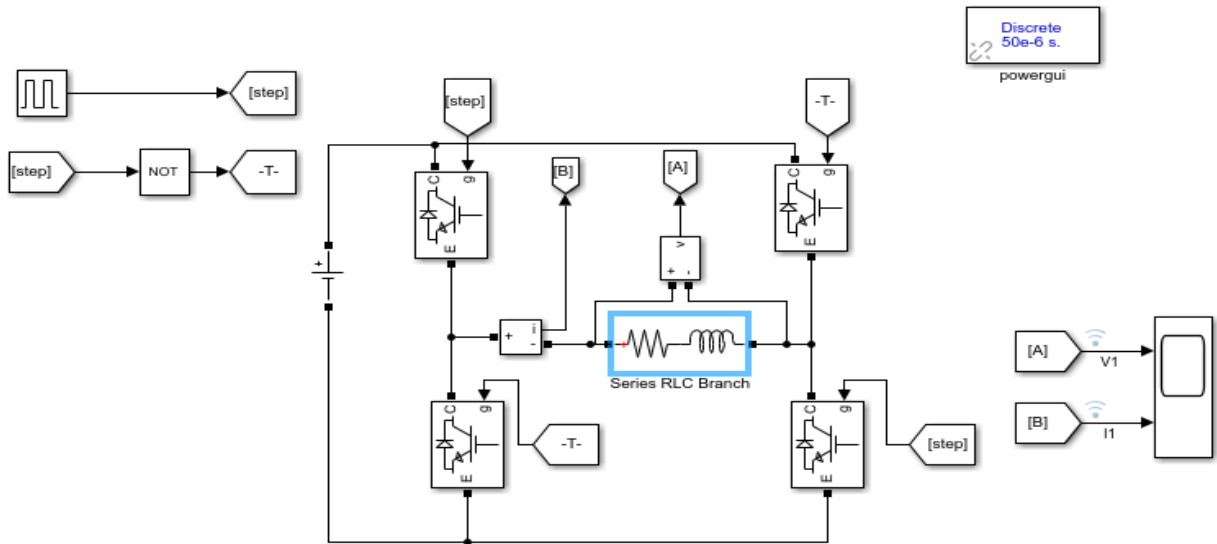 Discrete
50e-6 s.
powergui
[step]
[step]
-T-
[step]
NOT
-T-
[B]
[A]
C
g
E
C
g
E
+
v
+
-
+
i
-
+
Series RLC Branch
C
g
E
-T-
C
g
E
[step]
[A]
V1
[B]
I1